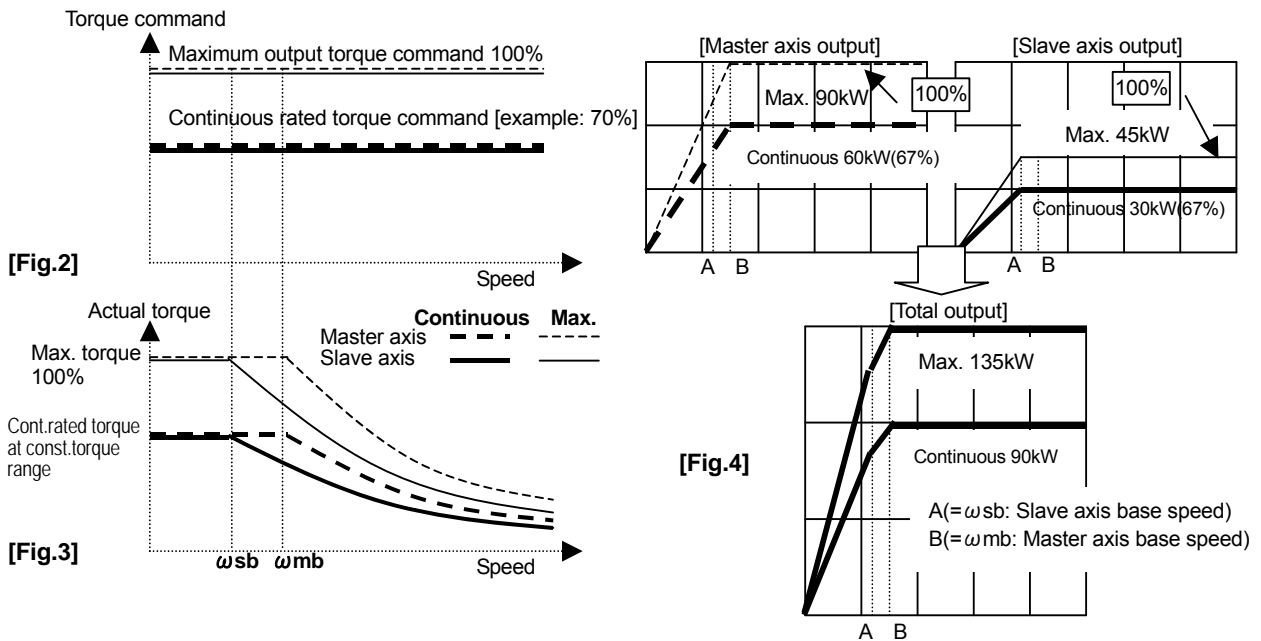 Torque command
Maximum output torque command 100%
Continuous rated torque command [example: 70%]
[Fig.2]
Speed
Actual torque
Continuous Max.
Master axis
Slave axis
Max. torque
100%
Cont.rated torque
at const.torque
range
[Fig.3]
ωsb ωmb
Speed
[Master axis output]
100%
Max. 90kW
Continuous 60kW(67%)
A B
[Slave axis output]
100%
Max. 45kW
Continuous 30kW(67%)
A B
[Total output]
Max. 135kW
Continuous 90kW
[Fig.4]
A(=ωsb: Slave axis base speed)
B(=ωmb: Master axis base speed)
A B